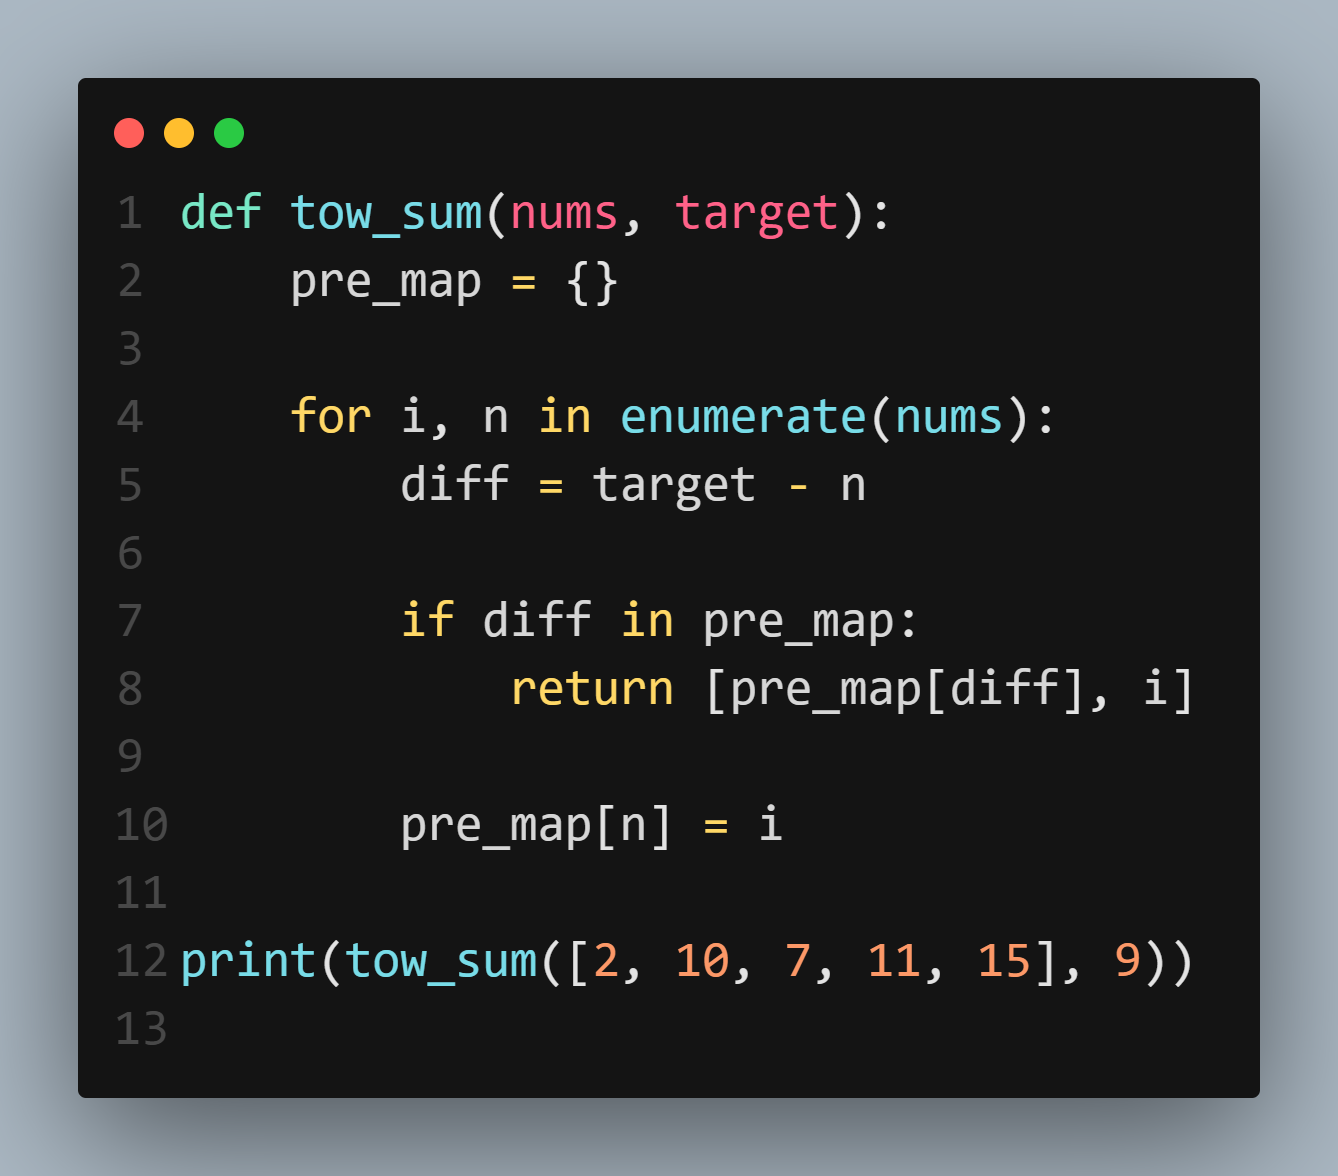 1 def tow_sum(nums, target):
2     pre_map = {}
3
4     for i, n in enumerate(nums):
5         diff = target - n
6
7         if diff in pre_map:
8             return [pre_map[diff], i]
9
10         pre_map[n] = i
11
12 print(tow_sum([2, 10, 7, 11, 15], 9))
13